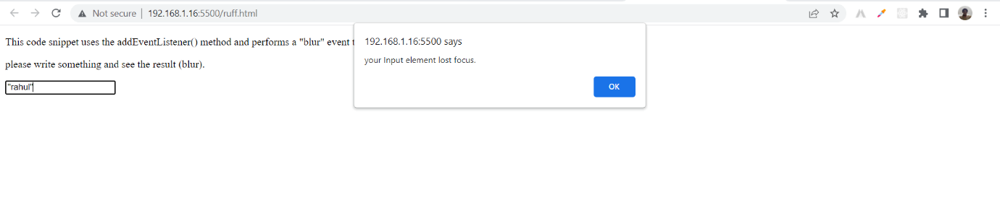 Not secure | 192.168.1.16:5500/ruff.html
192.168.1.16:5500 says
your Input element lost focus.
OK
This code snippet uses the addEventListener() method and performs a "blur" event
please write something and see the result (blur).
"rahul"